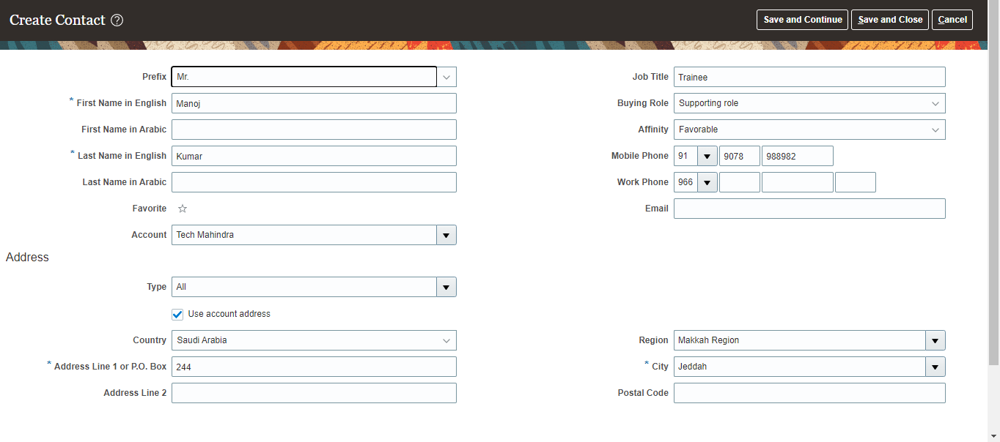 Create Contact ?
Save and Continue Save and Close Cancel
Prefix Mr.
* First Name in English Manoj
First Name in Arabic
* Last Name in English Kumar
Last Name in Arabic
Favorite
Account Tech Mahindra
Job Title Trainee
Buying Role Supporting role
Affinity Favorable
Mobile Phone 91 9078 988982
Work Phone 966
Email
Address
Type All
Use account address
Country Saudi Arabia
* Address Line 1 or P.O. Box 244
Address Line 2
Region Makkah Region
* City Jeddah
Postal Code